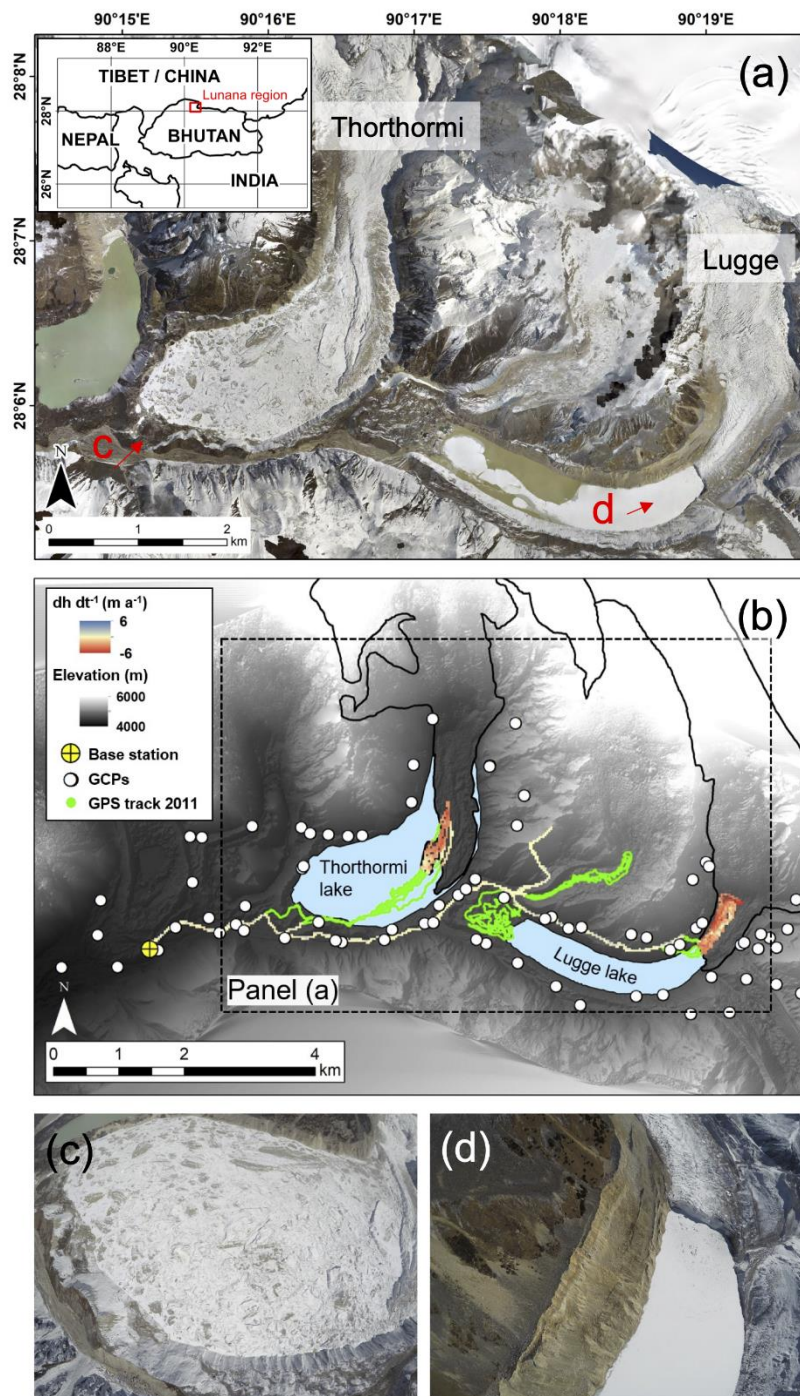 90°15'E
90°16'E
90°17'E
90°18'E
90°19'E
28°8'N
28°7'N
28°6'N
(a)
88°E
90°E
92°E
28°N
26°N
TIBET / CHINA
Lunana region
NEPAL
BHUTAN
INDIA
Thorthormi
Lugge
c
d
N
0 1 2
km
(b)
dh dt⁻¹ (m a⁻¹)
6
-6
Elevation (m)
6000
4000
Base station
GCPs
GPS track 2011
Thorthormi
lake
Lugge lake
Panel (a)
N
0 1 2 4
km
(c)
(d)